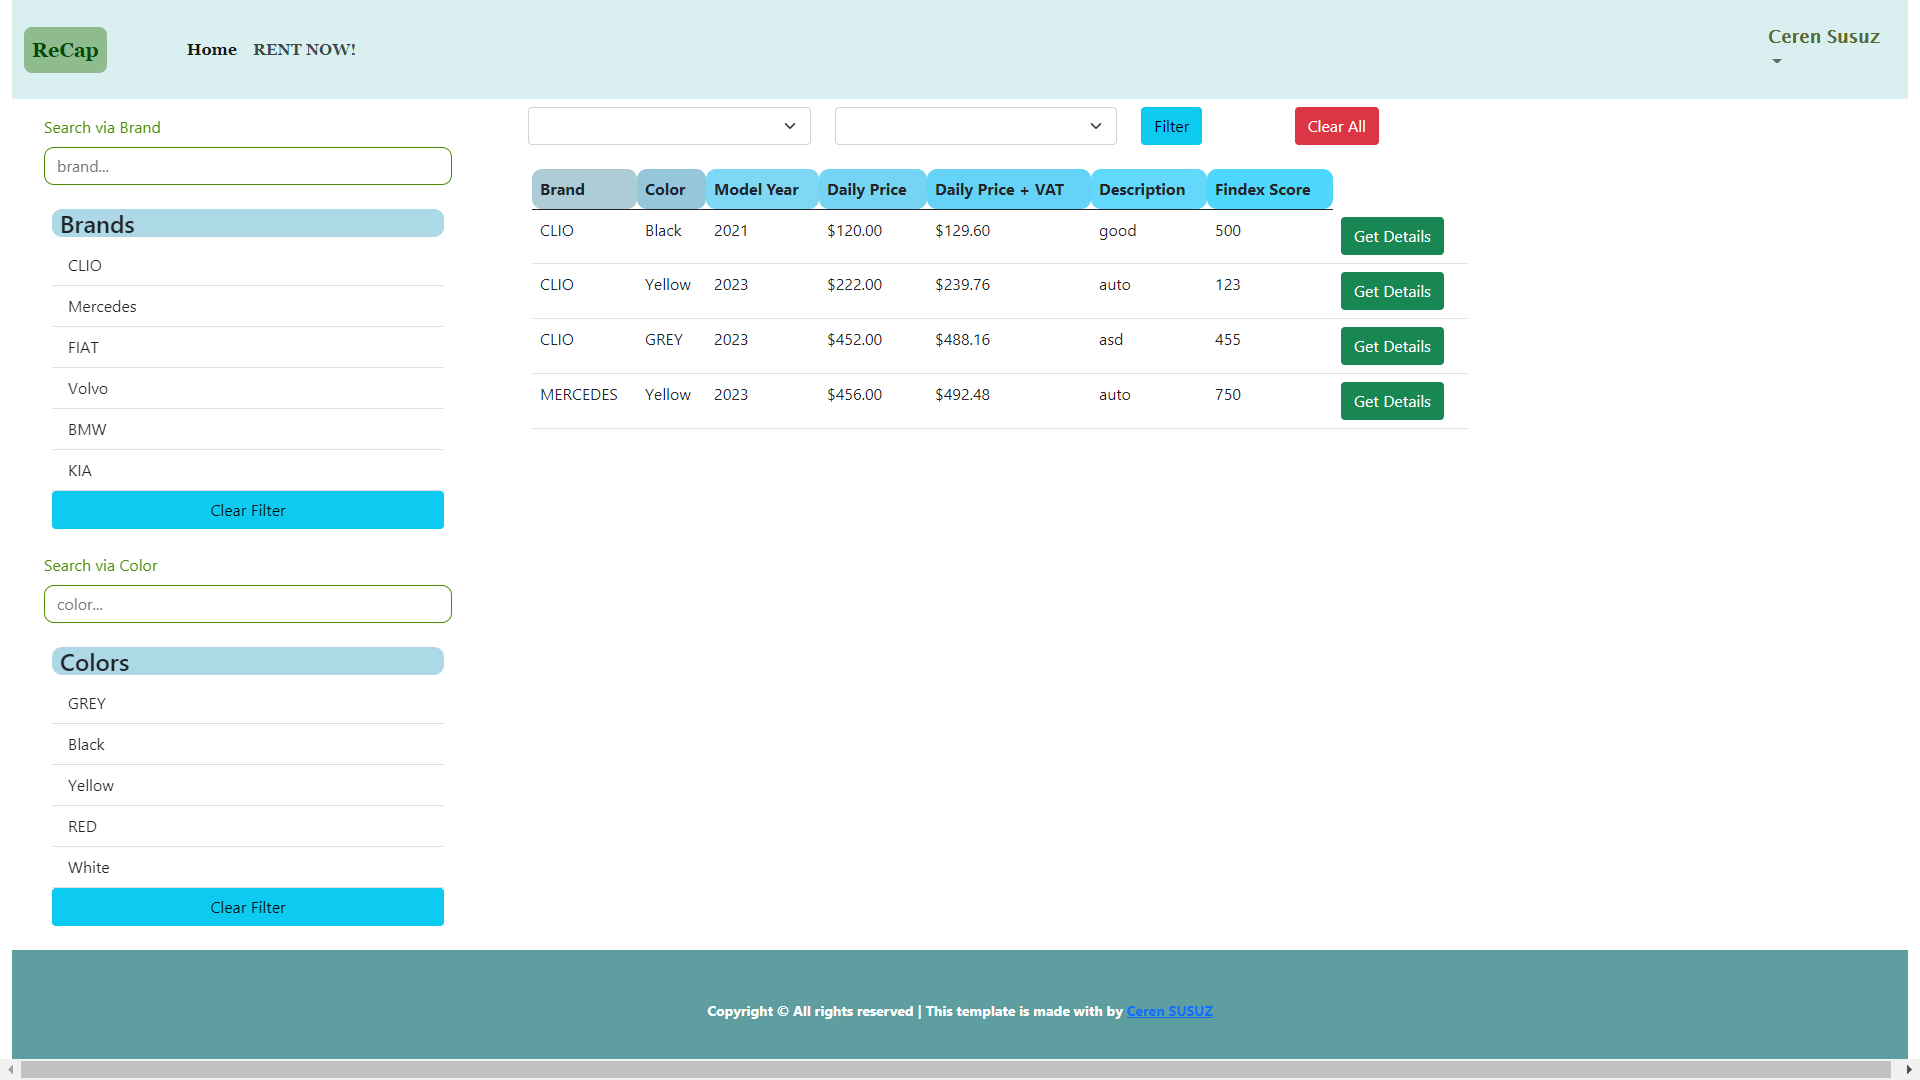 ReCap
Home RENT NOW!
Ceren Susuz
Search via Brand
brand...
Brands
CLIO
Mercedes
FIAT
Volvo
BMW
KIA
Clear Filter
Search via Color
color...
Colors
GREY
Black
Yellow
RED
White
Clear Filter
Filter Clear All
Brand Color Model Year Daily Price Daily Price + VAT Description Findex Score
CLIO Black 2021 $120.00 $129.60 good 500 Get Details
CLIO Yellow 2023 $222.00 $239.76 auto 123 Get Details
CLIO GREY 2023 $452.00 $488.16 asd 455 Get Details
MERCEDES Yellow 2023 $456.00 $492.48 auto 750 Get Details
Copyright © All rights reserved | This template is made with by Ceren SUSUZ